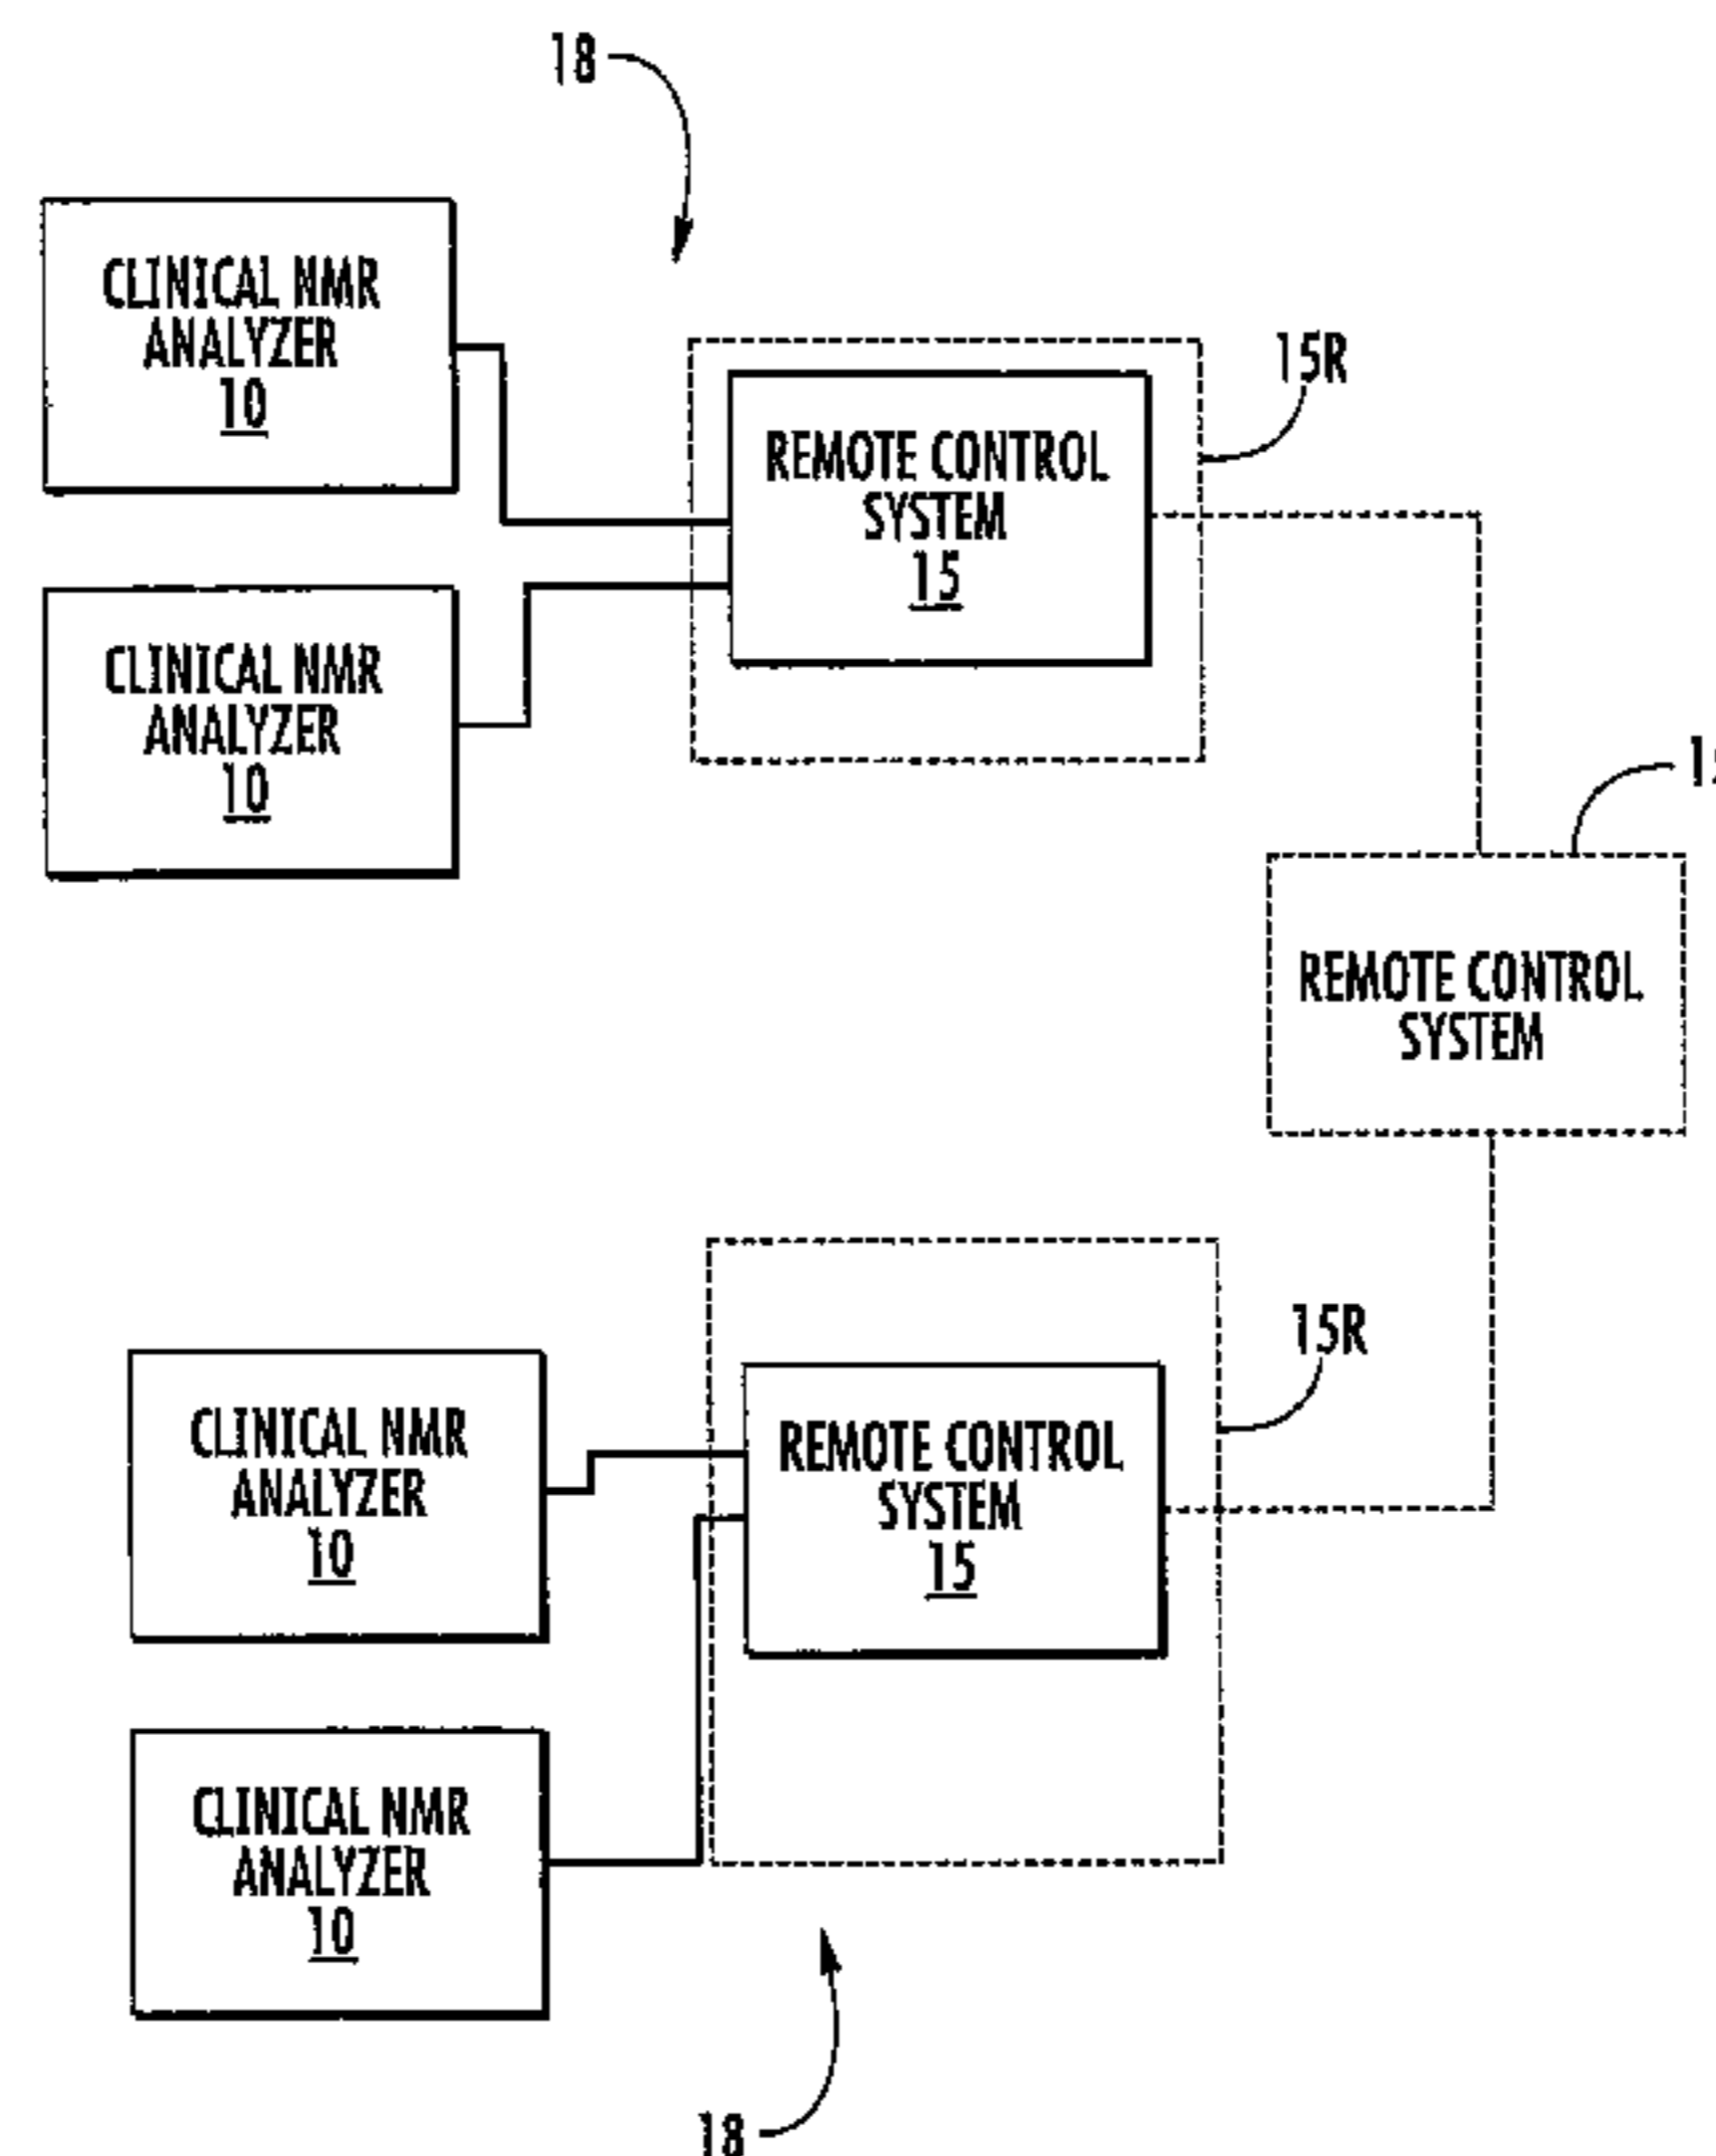 18
CLINICAL NMR
ANALYZER
10
15R
REMOTE CONTROL
SYSTEM
15
CLINICAL NMR
ANALYZER
10
REMOTE CONTROL
SYSTEM
15R
CLINICAL NMR
ANALYZER
10
REMOTE CONTROL
SYSTEM
15
CLINICAL NMR
ANALYZER
10
18